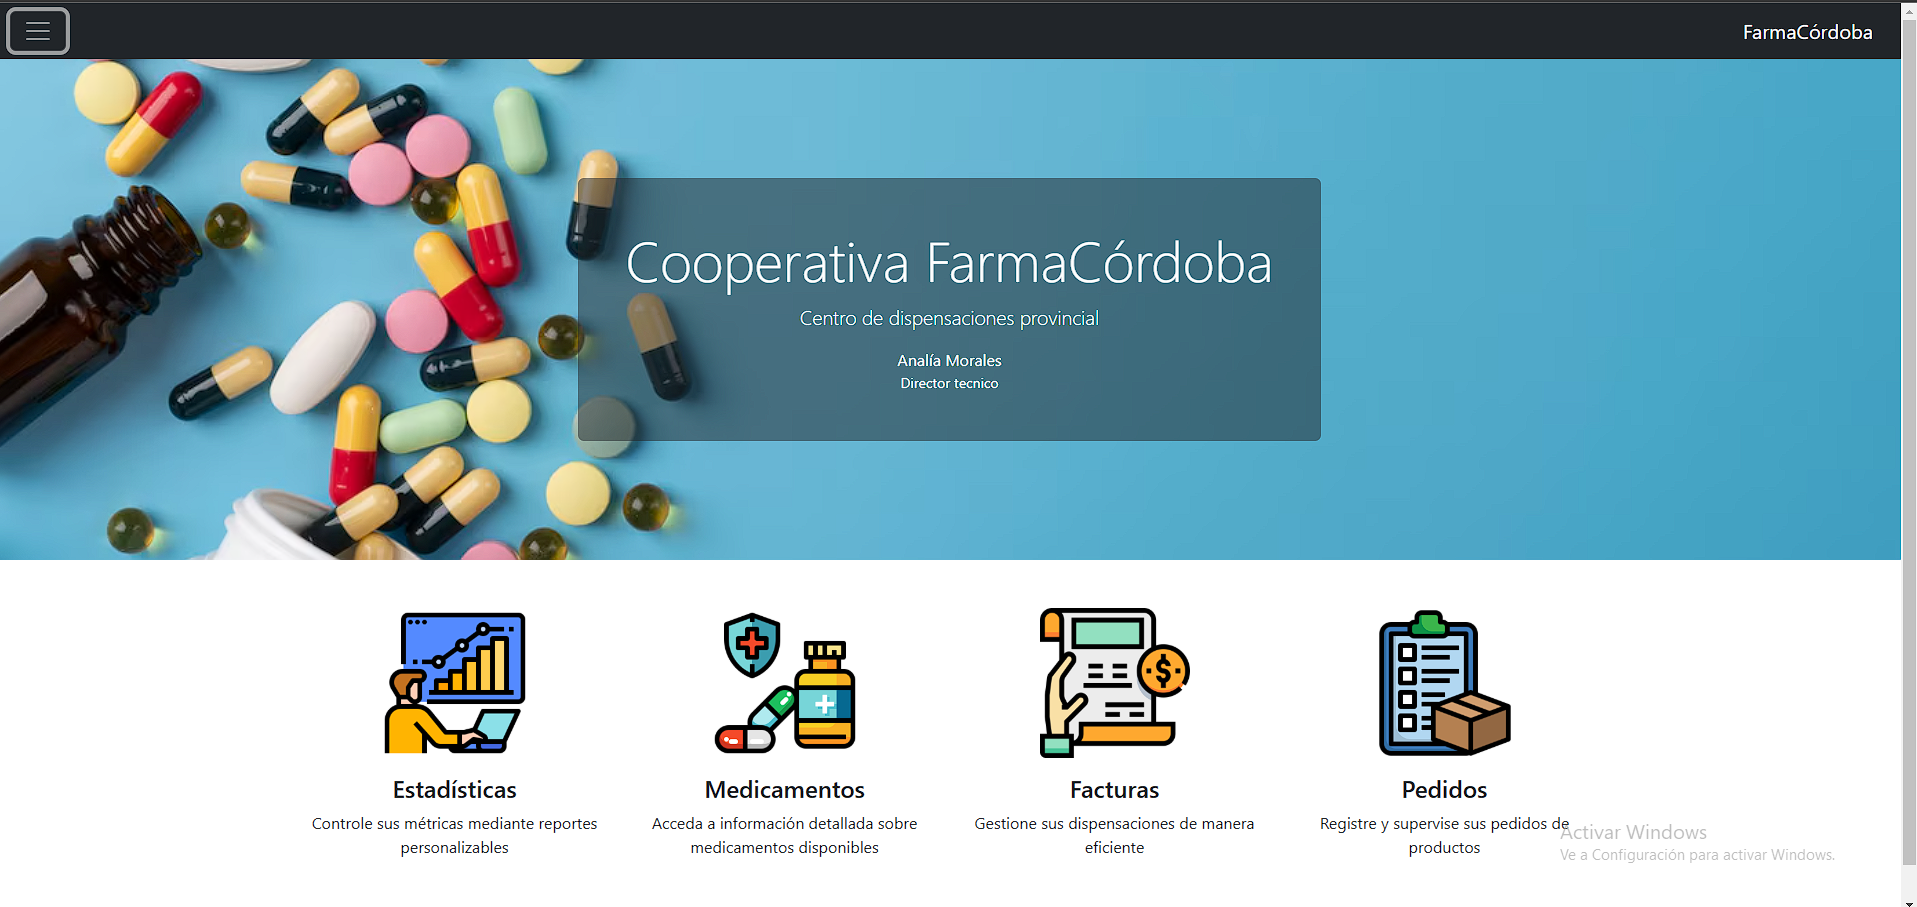 FarmaCórdoba
Cooperativa FarmaCórdoba
Centro de dispensaciones provincial
Analía Morales
Director tecnico
Estadísticas
Controle sus métricas mediante reportes
personalizables
Medicamentos
Acceda a información detallada sobre
medicamentos disponibles
Facturas
Gestione sus dispensaciones de manera
eficiente
Pedidos
Registre y supervise sus pedidos de
productos
Activar Windows
Ve a Configuración para activar Windows.